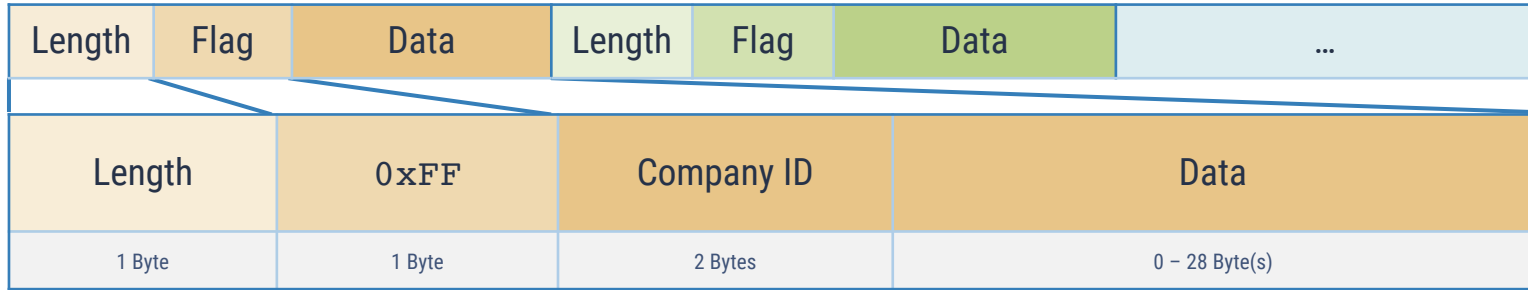 Length Flag Data Length Flag Data ...
Length 0xFF Company ID Data
1 Byte 1 Byte 2 Bytes 0 – 28 Byte(s)